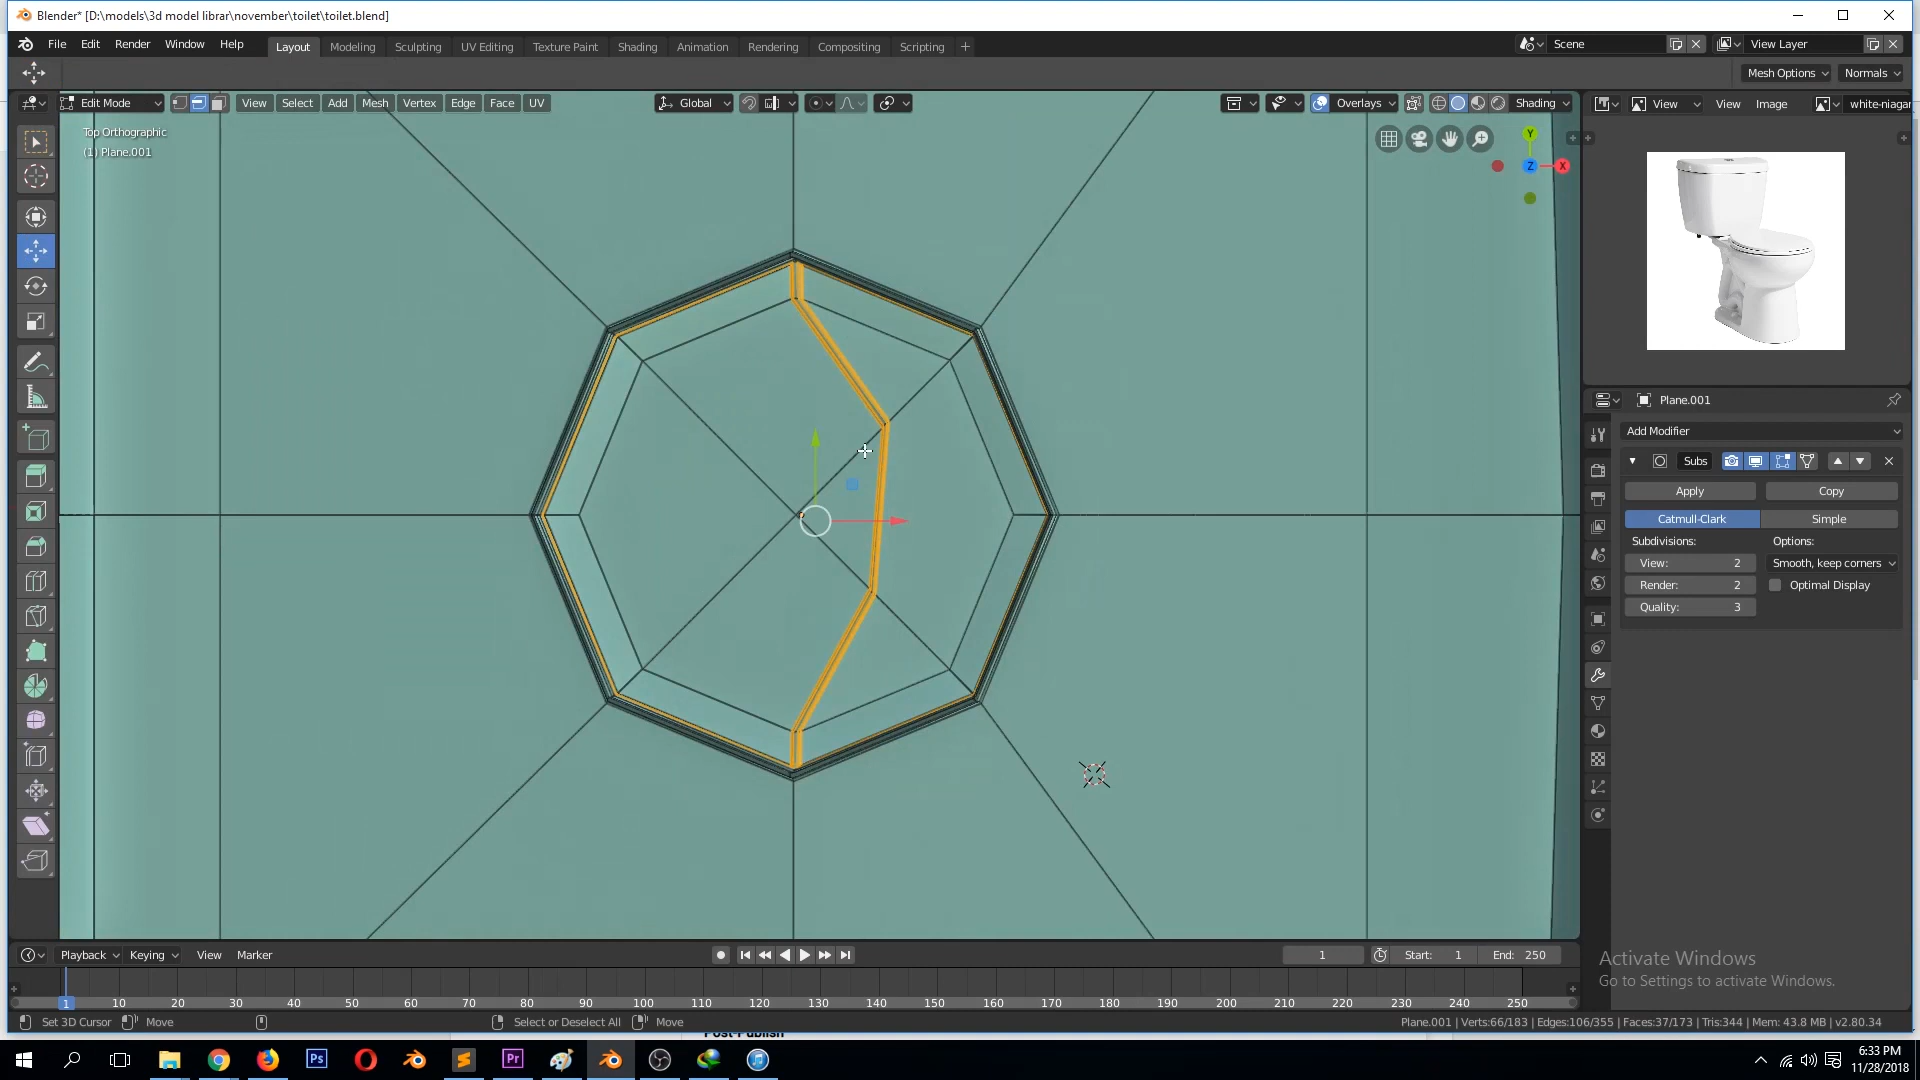 Blender* [D:\models\3d model librar\november\toilet\toilet.blend]
File Edit Render Window Help Layout Modeling Sculpting UV Editing Texture Paint Shading Animation Rendering Compositing Scripting + Scene View Layer
Mesh Options Normals
Edit Mode View Select Add Mesh Vertex Edge Face UV Global Overlays Shading View View Image white-niagar
Top Orthographic
(1) Plane.001
Y
Z X
Plane.001
Add Modifier
Subs
Apply Copy
Catmull-Clark Simple
Subdivisions: Options:
View: 2 Smooth, keep corners
Render: 2 Optimal Display
Quality: 3
Playback Keying View Marker 1 Start: 1 End: 250
Activate Windows
Go to Settings to activate Windows.
1 10 20 30 40 50 60 70 80 90 100 110 120 130 140 150 160 170 180 190 200 210 220 230 240 250
Set 3D Cursor Move Select or Deselect All Move Plane.001 | Verts:66/183 | Edges:106/355 | Faces:37/173 | Tris:344 | Mem: 43.8 MB | v2.80.34
Post-Publish
Ps Pr
6:33 PM
11/28/2018